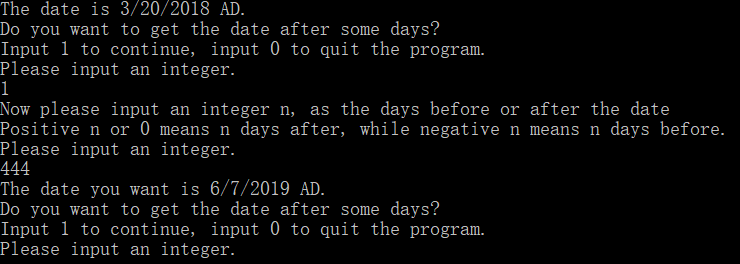 The date is 3/20/2018 AD.
Do you want to get the date after some days?
Input 1 to continue, input 0 to quit the program.
Please input an integer.
1
Now please input an integer n, as the days before or after the date
Positive n or 0 means n days after, while negative n means n days before.
Please input an integer.
444
The date you want is 6/7/2019 AD.
Do you want to get the date after some days?
Input 1 to continue, input 0 to quit the program.
Please input an integer.